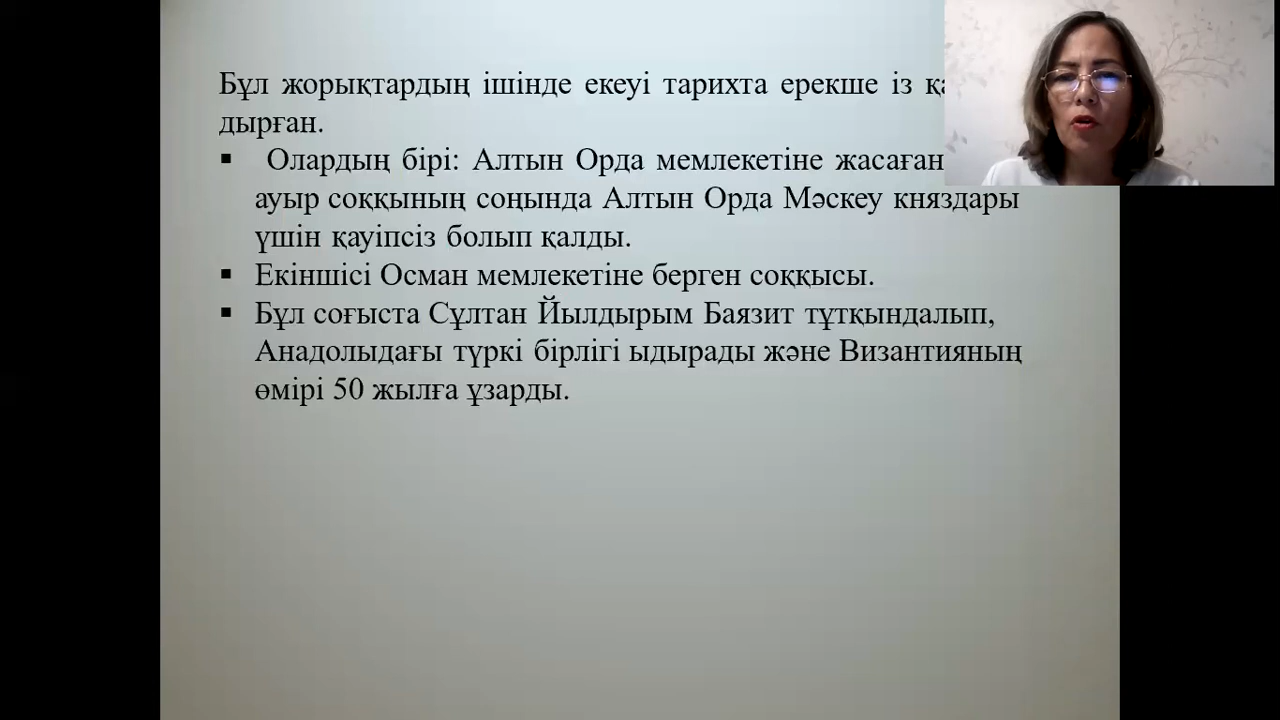 Бұл жорықтардың ішінде екеуі тарихта ерекше із
дырған.
▪ Олардың бірі: Алтын Орда мемлекетіне жасаған
ауыр соққының соңында Алтын Орда Мәскеу княздары
үшін қауіпсіз болып қалды.
▪ Екіншісі Осман мемлекетіне берген соққысы.
▪ Бұл соғыста Сұлтан Йылдырым Баязит тұтқындалып,
Анадолыдағы түркі бірлігі ыдырады және Византияның
өмірі 50 жылға ұзарды.